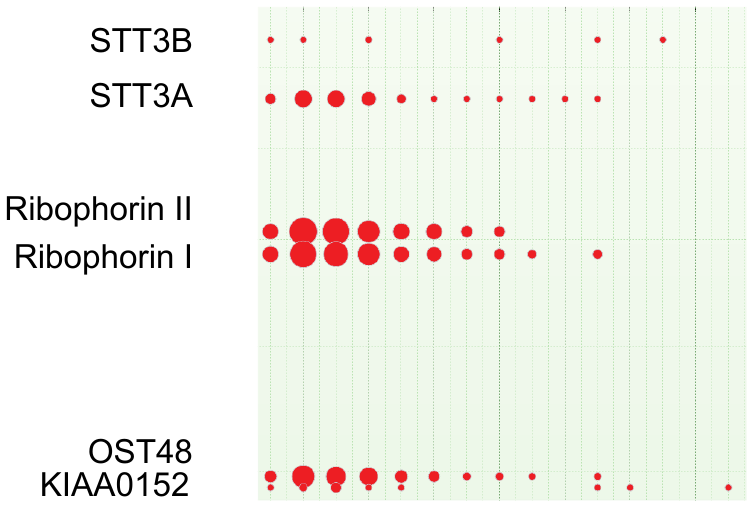 STT3B
STT3A
Ribophorin II
Ribophorin I
OST48
KIAA0152